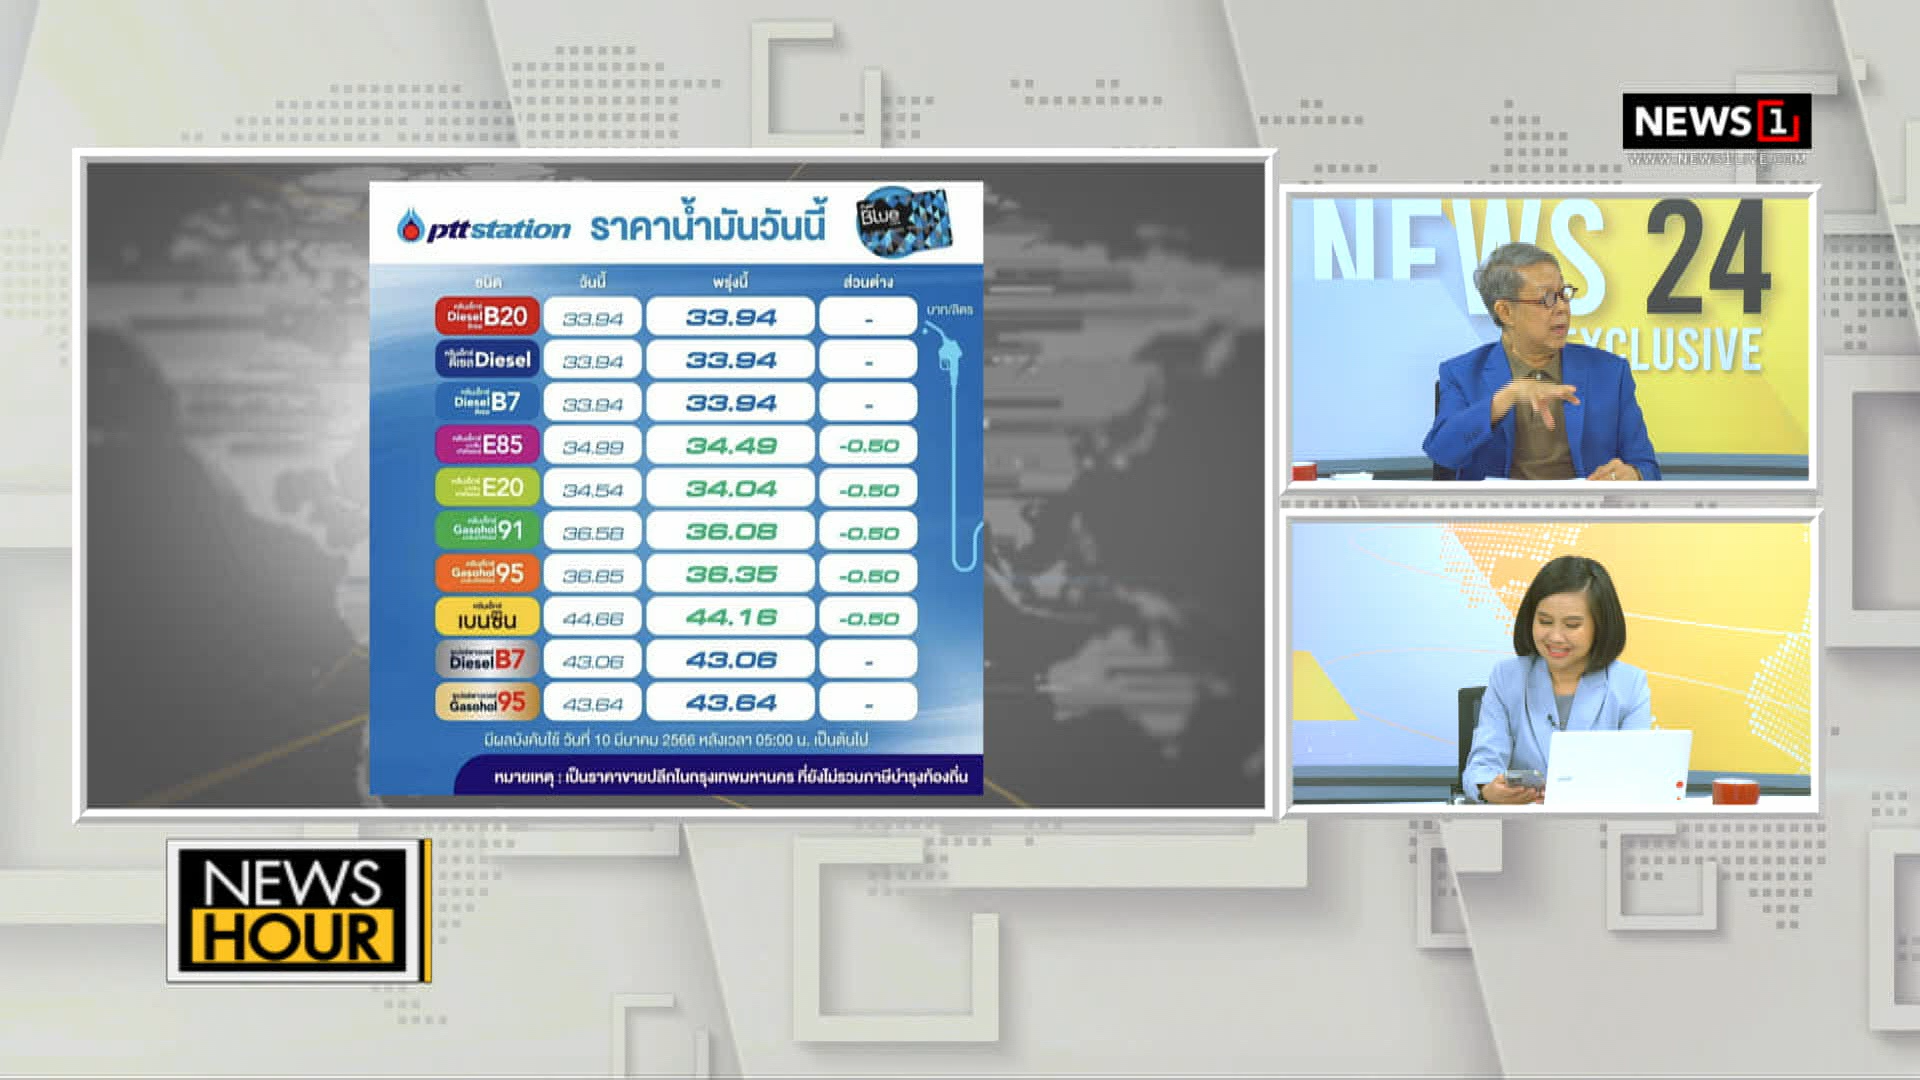 NEWS 1
WWW.NEWS1LIVE.COM
ptt station ราคาน้ำมันวันนี้
Blue
ชนิด วันนี้ พรุ่งนี้ ส่วนต่าง
บาท/ลิตร
Diesel B20 33.94 33.94 -
ดีเซล Diesel 33.94 33.94 -
Diesel B7 33.94 33.94 -
E85 34.99 34.49 -0.50
E20 34.54 34.04 -0.50
Gasohol 91 36.58 36.08 -0.50
Gasohol 95 36.85 36.35 -0.50
เบนซิน 44.66 44.16 -0.50
Diesel B7 43.06 43.06 -
Gasohol 95 43.64 43.64 -
มีผลบังคับใช้ วันที่ 10 มีนาคม 2566 หลังเวลา 05:00 น. เป็นต้นไป
หมายเหตุ : เป็นราคาขายปลีกในกรุงเทพมหานคร ที่ยังไม่รวมภาษีบำรุงท้องถิ่น
NEWS 24
EXCLUSIVE
NEWS
HOUR